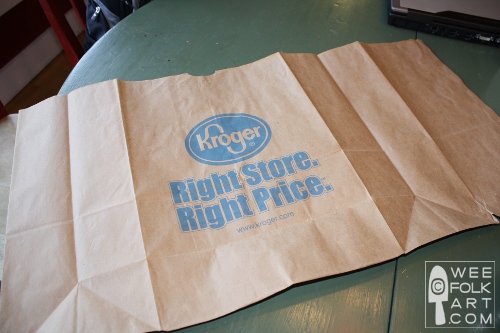 Kroger
Right Store.
Right Price.
www.kroger.com
WEE
FOLK
ART
.COM